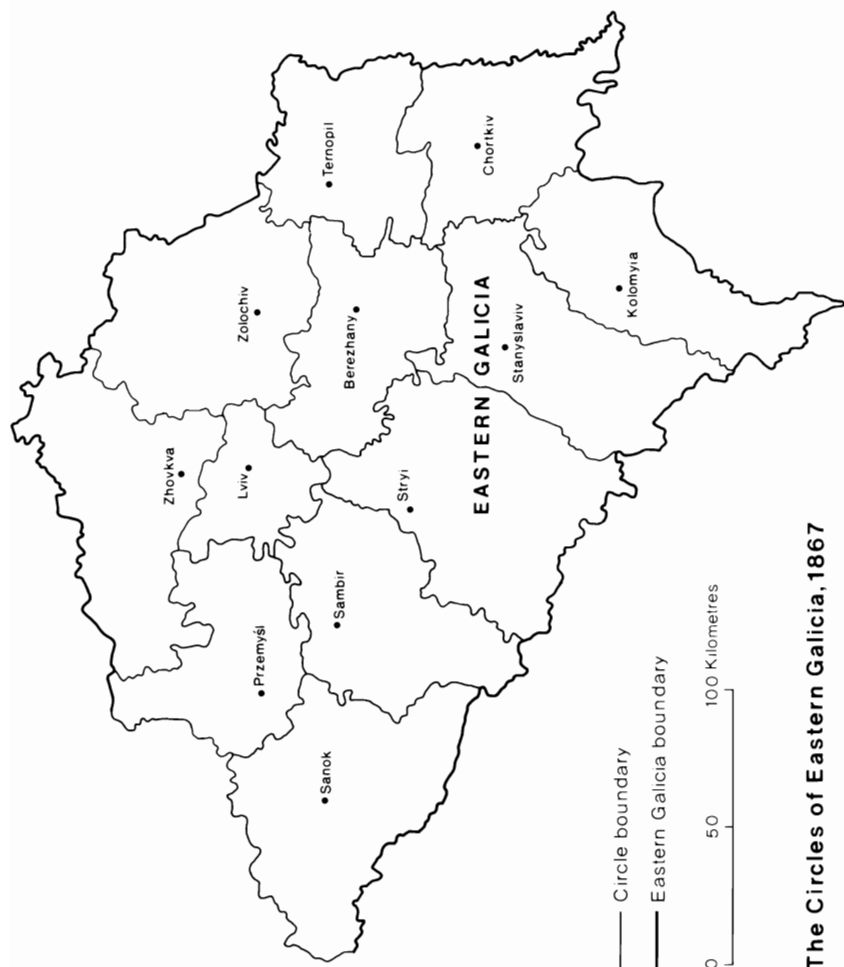 Ternopil
Chortkiv
Zolochiv
Berezhany
EASTERN GALICIA
Stanyslaviv
Kolomyia
Zhovkva
Lviv
Stryi
Przemyśl
Sambir
Sanok
Circle boundary
Eastern Galicia boundary
0 50 100 Kilometres
The Circles of Eastern Galicia, 1867